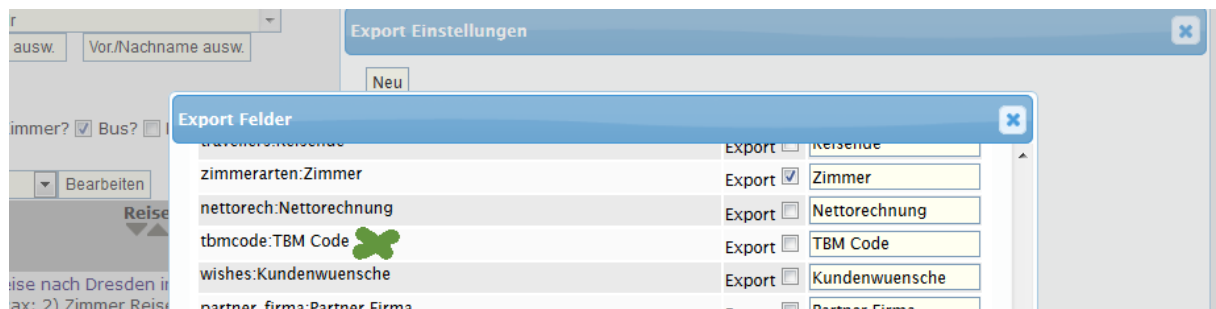 r
ausw. Vor./Nachname ausw.
Export Einstellungen
Neu
immer? Bus?
Export Felder
travellers:Reisende Export Reisende
Bearbeiten
zimmerarten:Zimmer Export Zimmer
Reise
nettorech:Nettorechnung Export Nettorechnung
tbmcode:TBM Code Export TBM Code
wishes:Kundenwuensche Export Kundenwuensche
eise nach Dresden i
ax: 2) Zimmer Reise
partner_firma:Partner Firma Partner Firma